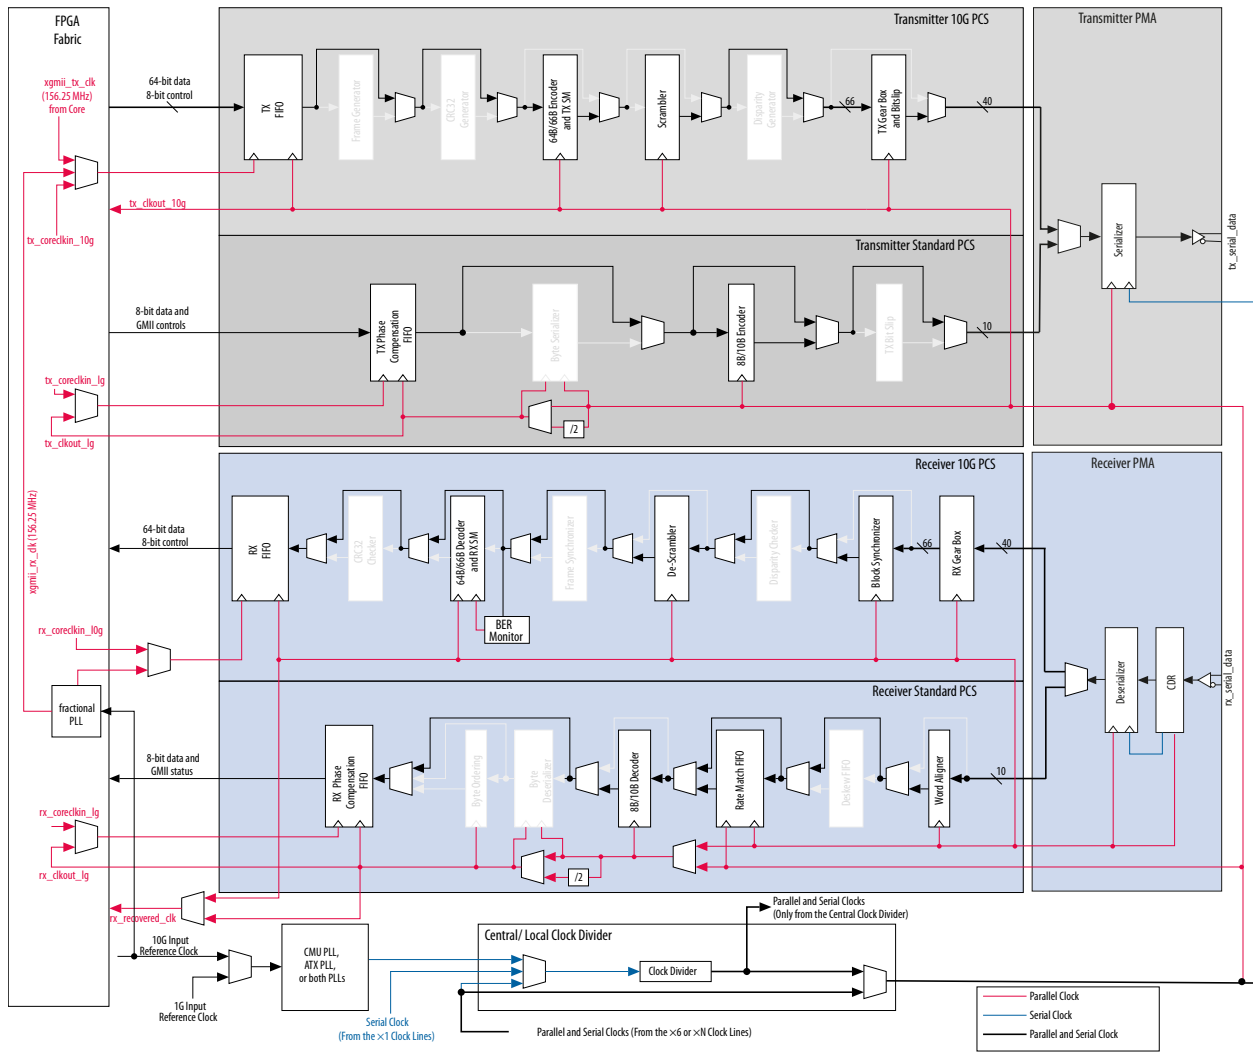 FPGA
Fabric
Transmitter 10G PCS
Transmitter PMA
xgmii_tx_clk
(156.25 MHz)
from Core
64-bit data
8-bit control
TX
FIFO
Frame Generator
CRC32
Generator
64B/66B Encoder
and TX SM
Scrambler
Disparity
Generator
66
TX Gear Box
and Bitslip
40
tx_clkout_10g
tx_coreclkin_10g
Serializer
tx_serial_data
Transmitter Standard PCS
8-bit data and
GMII controls
TX Phase
Compensation
FIFO
Byte Serializer
8B/10B Encoder
TX Bit Slip
10
tx_coreclkin_lg
tx_clkout_lg
/2
Receiver 10G PCS
Receiver PMA
xgmii_rx_clk (156.25 MHz)
64-bit data
8-bit control
RX
FIFO
CRC32
Checker
64B/66B Decoder
and RX SM
Frame Synchronizer
De-Scrambler
Disparity Checker
Block Synchronizer
66
RX Gear Box
40
BER
Monitor
rx_coreclkin_l0g
Deserializer
CDR
rx_serial_data
fractional
PLL
Receiver Standard PCS
8-bit data and
GMII status
RX Phase
Compensation
FIFO
Byte Ordering
Byte
Deserializer
8B/10B Decoder
Rate Match FIFO
Deskew FIFO
Word Aligner
10
rx_coreclkin_lg
rx_clkout_lg
/2
rx_recovered_clk
10G Input
Reference Clock
1G Input
Reference Clock
CMU PLL,
ATX PLL,
or both PLLs
Central/ Local Clock Divider
Clock Divider
Parallel and Serial Clocks
(Only from the Central Clock Divider)
Serial Clock
(From the ×1 Clock Lines)
Parallel and Serial Clocks (From the ×6 or ×N Clock Lines)
Parallel Clock
Serial Clock
Parallel and Serial Clock